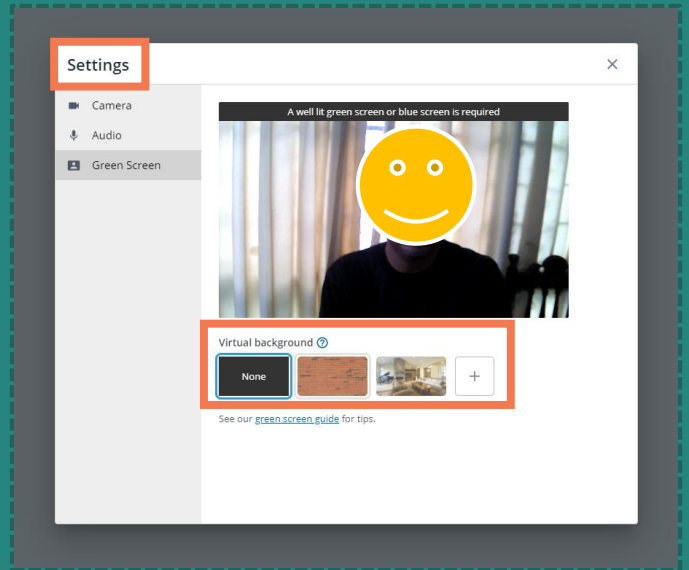 Settings
Camera
Audio
Green Screen
A well lit green screen or blue screen is required
Virtual background
None
See our green screen guide for tips.